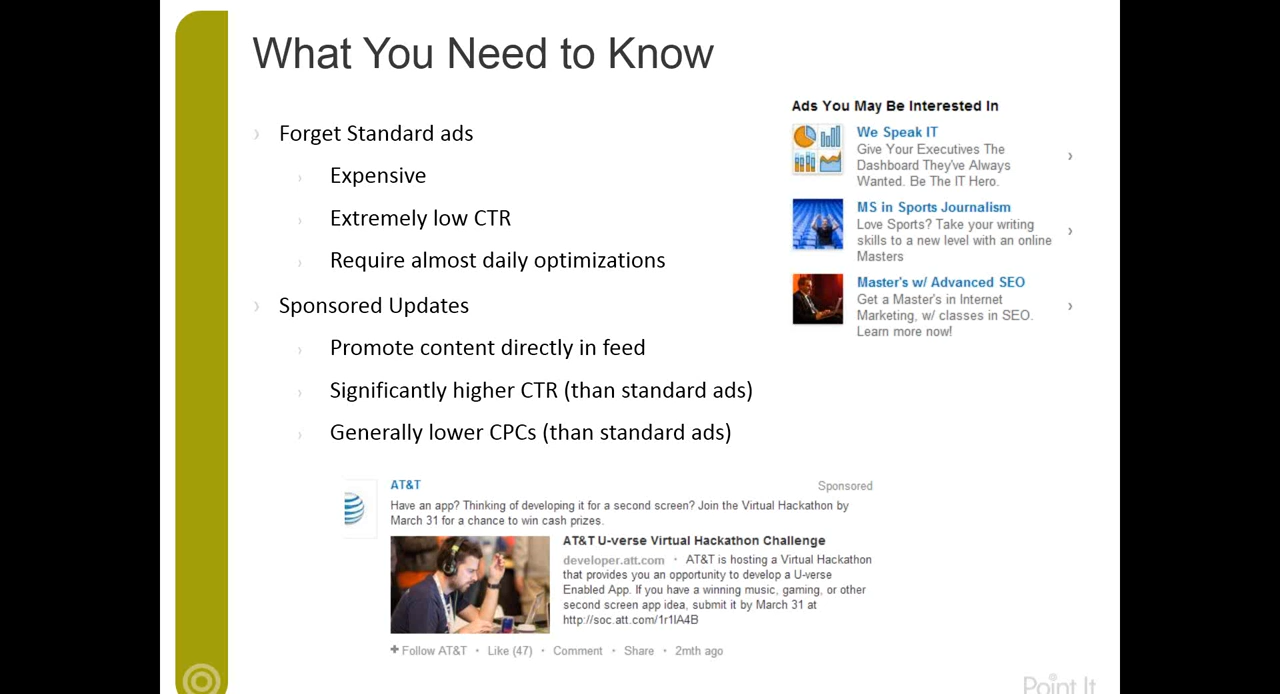 What You Need to Know
Forget Standard ads
Expensive
Extremely low CTR
Require almost daily optimizations
Sponsored Updates
Promote content directly in feed
Significantly higher CTR (than standard ads)
Generally lower CPCs (than standard ads)
Ads You May Be Interested In
We Speak IT
Give Your Executives The
Dashboard They've Always
Wanted. Be The IT Hero.
MS in Sports Journalism
Love Sports? Take your writing
skills to a new level with an online
Masters
Master's w/ Advanced SEO
Get a Master's in Internet
Marketing, w/ classes in SEO.
Learn more now!
AT&T
Sponsored
Have an app? Thinking of developing it for a second screen? Join the Virtual Hackathon by
March 31 for a chance to win cash prizes.
AT&T U-verse Virtual Hackathon Challenge
developer.att.com · AT&T is hosting a Virtual Hackathon
that provides you an opportunity to develop a U-verse
Enabled App. If you have a winning music, gaming, or other
second screen app idea, submit it by March 31 at
http://soc.att.com/1r1IA4B
+ Follow AT&T · Like (47) · Comment · Share · 2mth ago
Point It